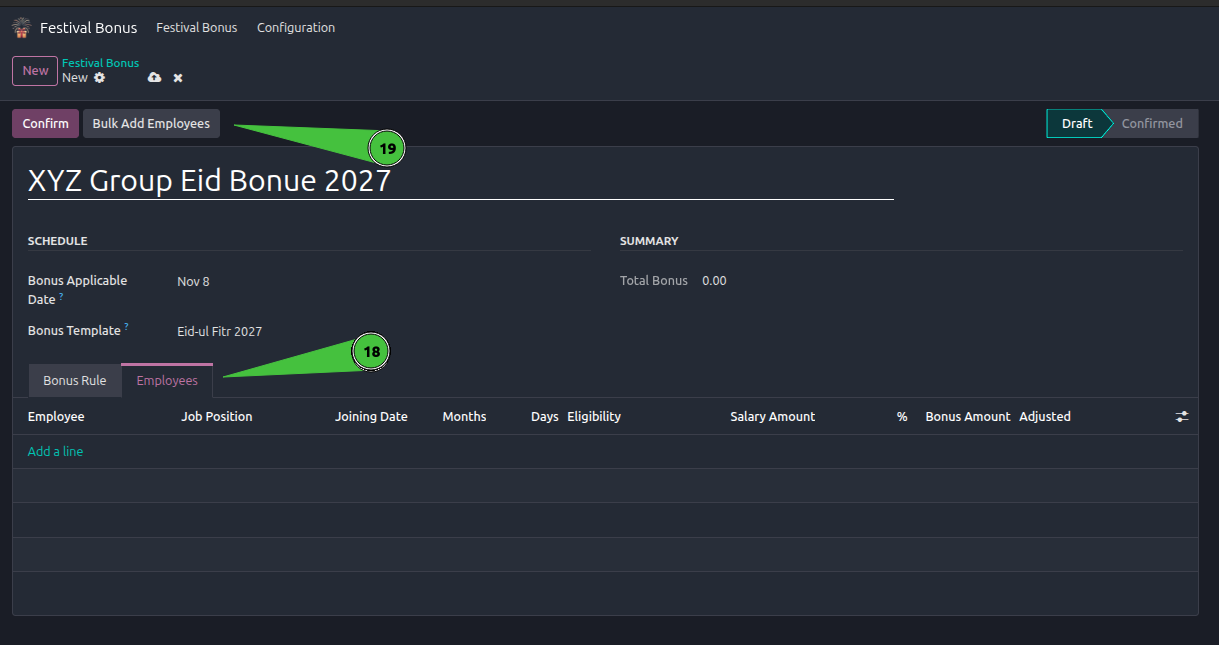 Festival Bonus Festival Bonus Configuration
New
Festival Bonus
New
Confirm Bulk Add Employees Draft Confirmed
19
XYZ Group Eid Bonue 2027
SCHEDULE SUMMARY
Bonus Applicable Date ? Nov 8 Total Bonus 0.00
Bonus Template ? Eid-ul Fitr 2027
18
Bonus Rule Employees
Employee Job Position Joining Date Months Days Eligibility Salary Amount % Bonus Amount Adjusted
Add a line